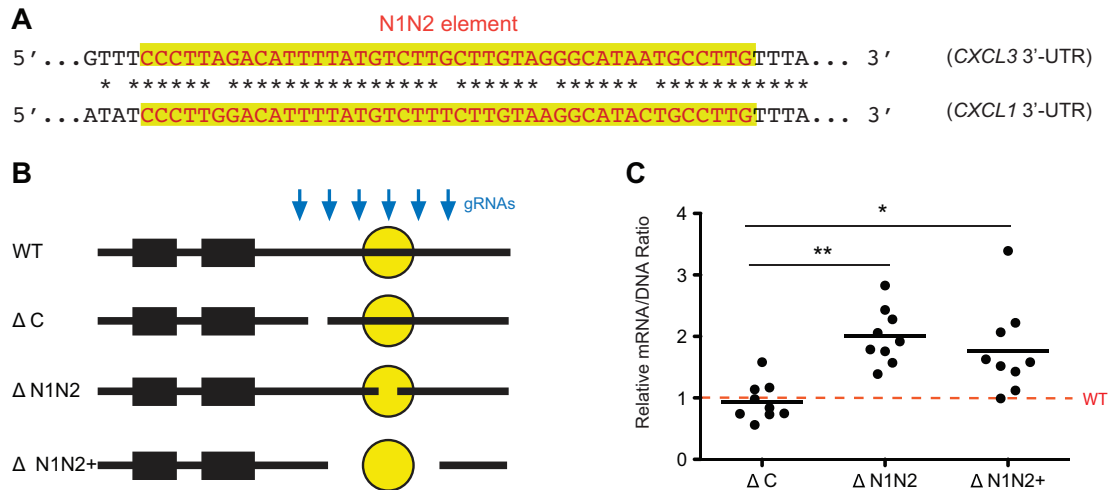 A
N1N2 element
5' ...GTTTCCCTTAGACATTTTATGTCTTGCTTGTAGGGCATAATGCCTTGTTTA... 3' (CXCL3 3'-UTR)
* ****** *************** ****** ****** ***********
5' ...ATATCCCTTGGACATTTTATGTCTTTCTTGTAAGGCATACTGCCTTGTTTA... 3' (CXCL1 3'-UTR)
B
gRNAs
WT
Δ C
Δ N1N2
Δ N1N2+
C
Relative mRNA/DNA Ratio
4
3
2
1
0
*
**
WT
Δ C
Δ N1N2
Δ N1N2+